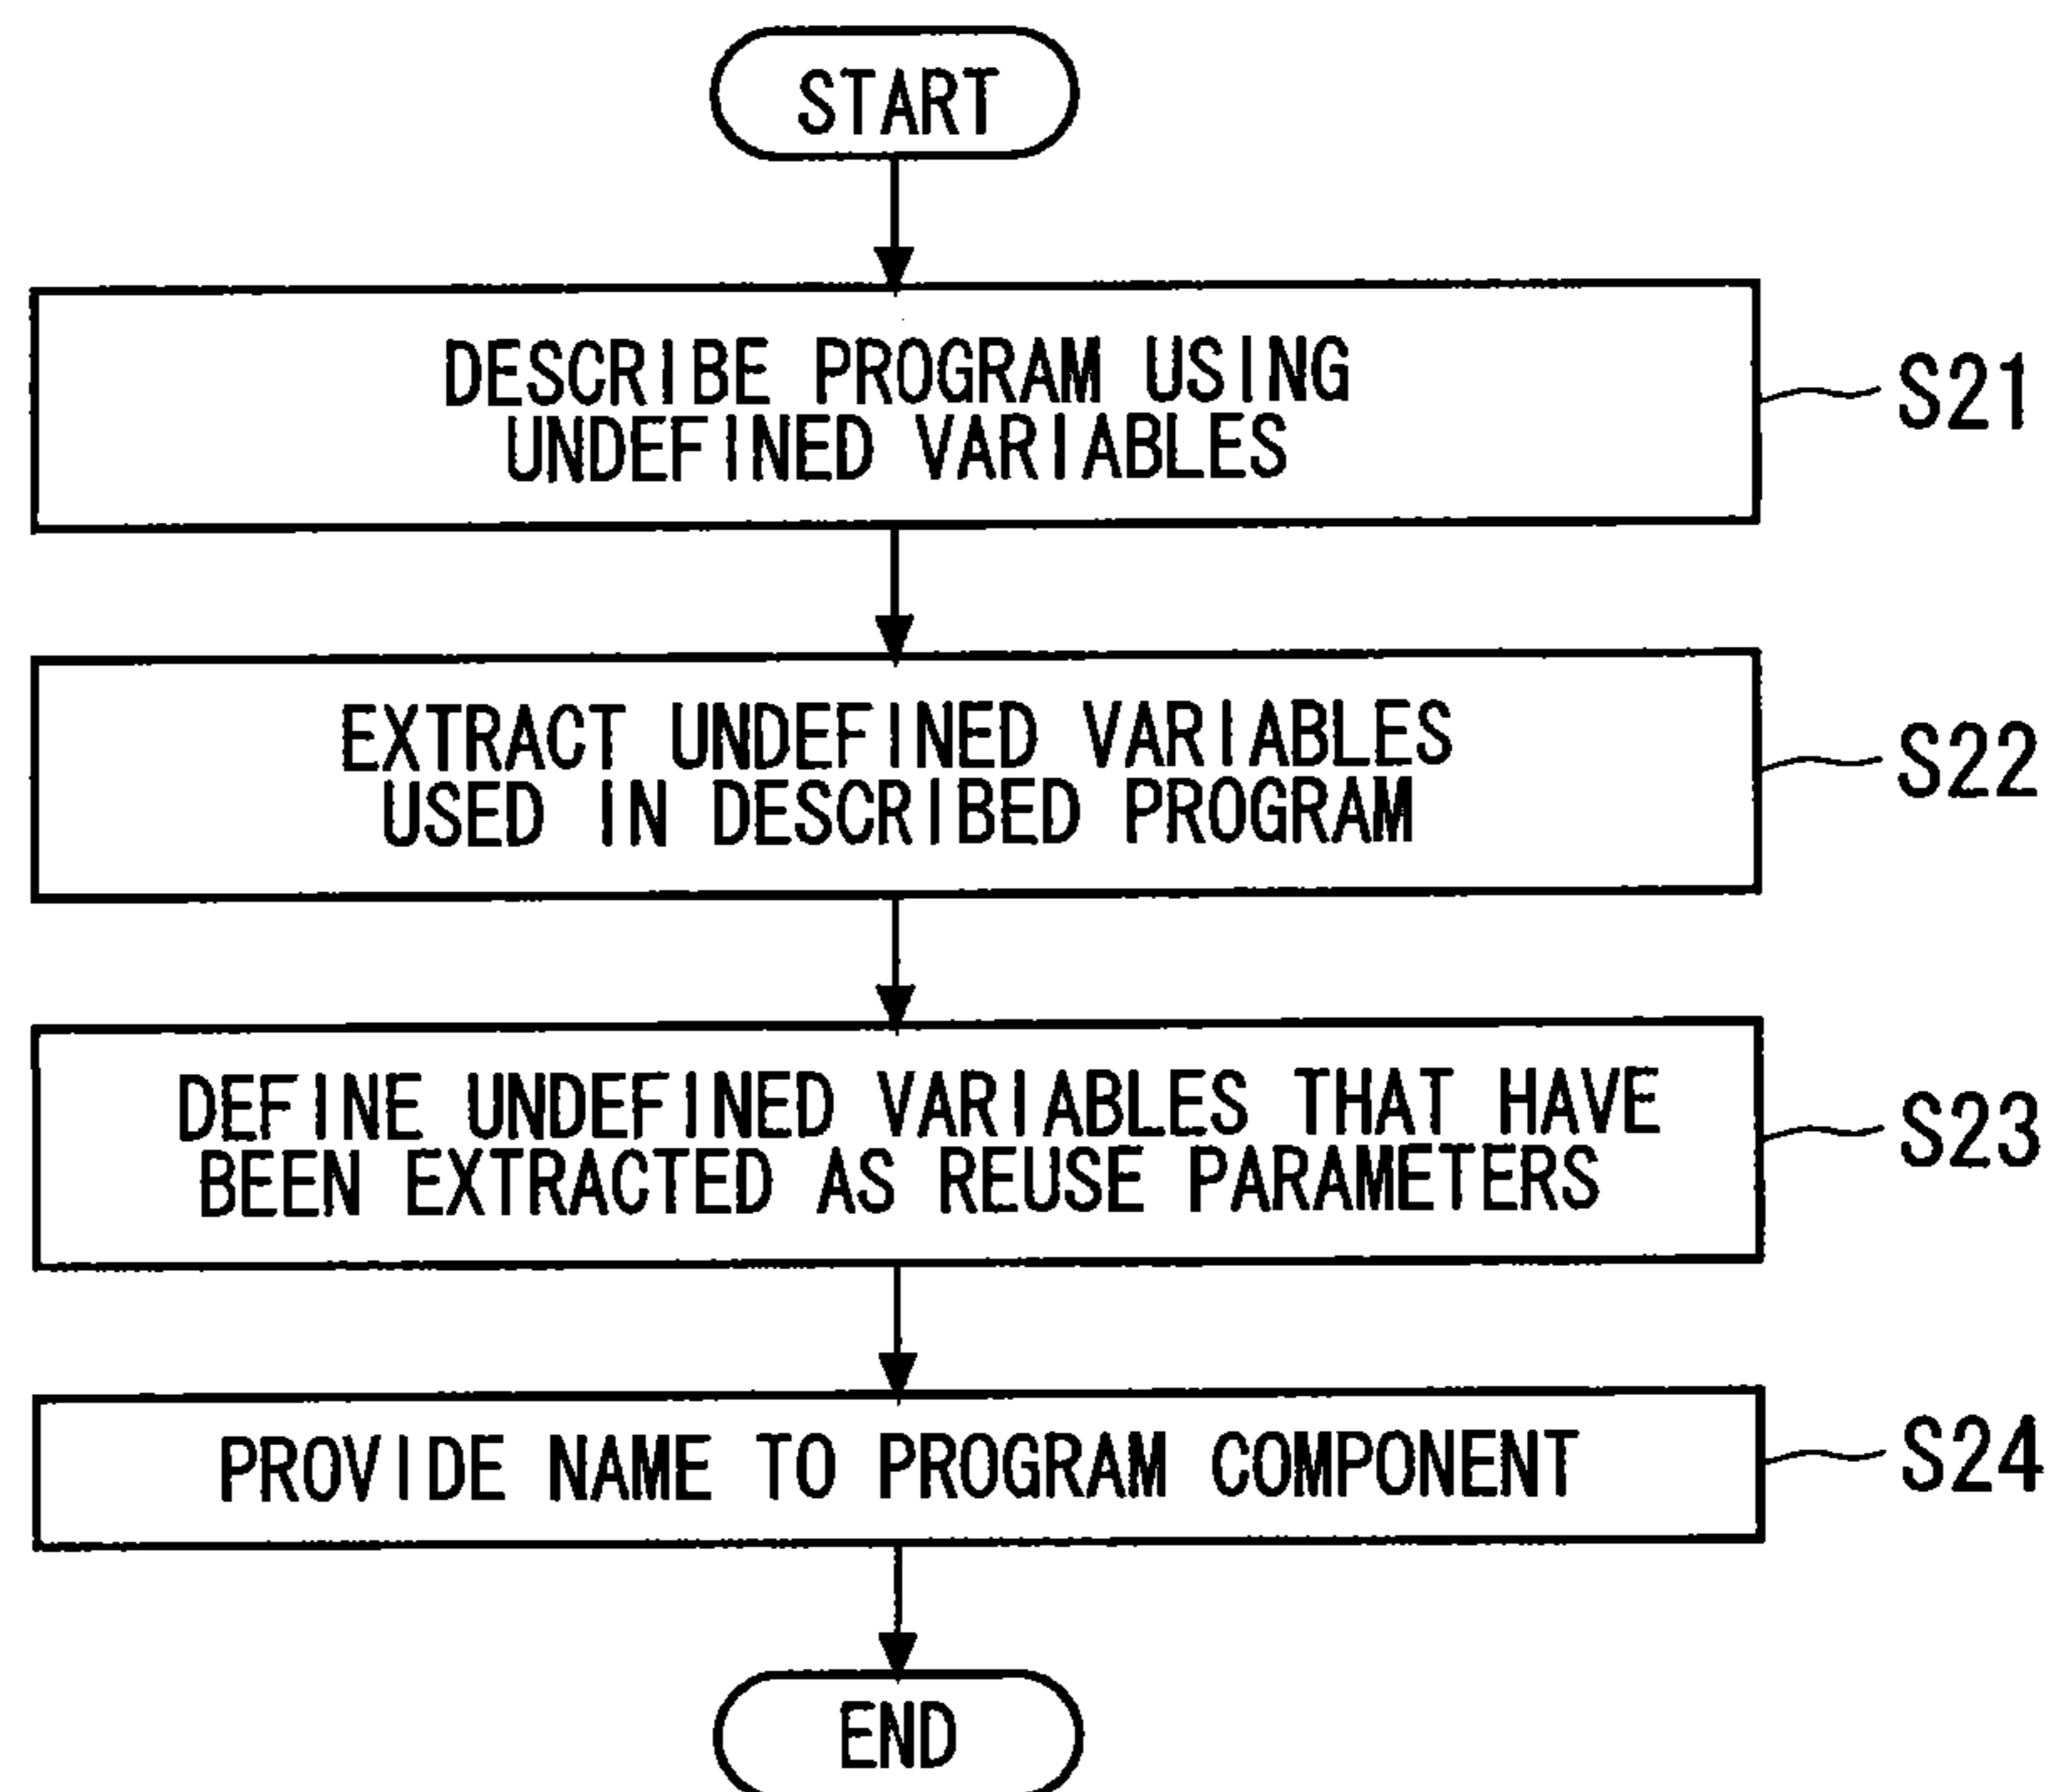 START
DESCRIBE PROGRAM USING
UNDEFINED VARIABLES
S21
EXTRACT UNDEFINED VARIABLES
USED IN DESCRIBED PROGRAM
S22
DEFINE UNDEFINED VARIABLES THAT HAVE
BEEN EXTRACTED AS REUSE PARAMETERS
S23
PROVIDE NAME TO PROGRAM COMPONENT
S24
END